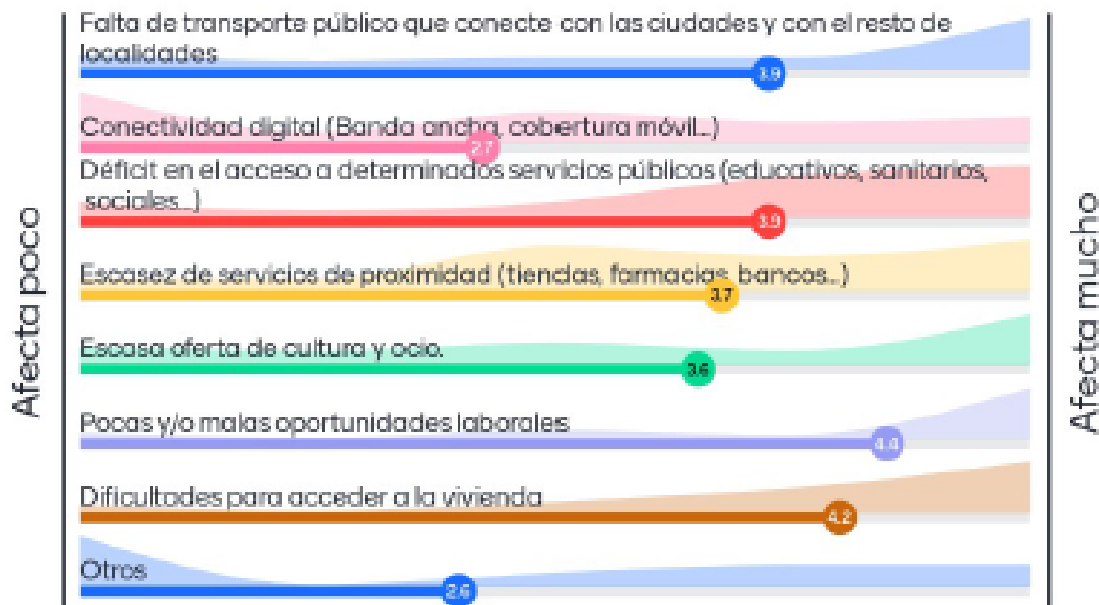 Falta de transporte público que conecte con las ciudades y con el resto de
localidades
3.9
Conectividad digital (Banda ancha, cobertura móvil...)
2.7
Déficit en el acceso a determinados servicios públicos (educativos, sanitarios,
sociales...)
3.9
Escasez de servicios de proximidad (tiendas, farmacias, bancos...)
3.7
Escasa oferta de cultura y ocio.
3.6
Pocas y/o malas oportunidades laborales
4.4
Dificultades para acceder a la vivienda
4.2
Otros
2.6
Afecta poco
Afecta mucho